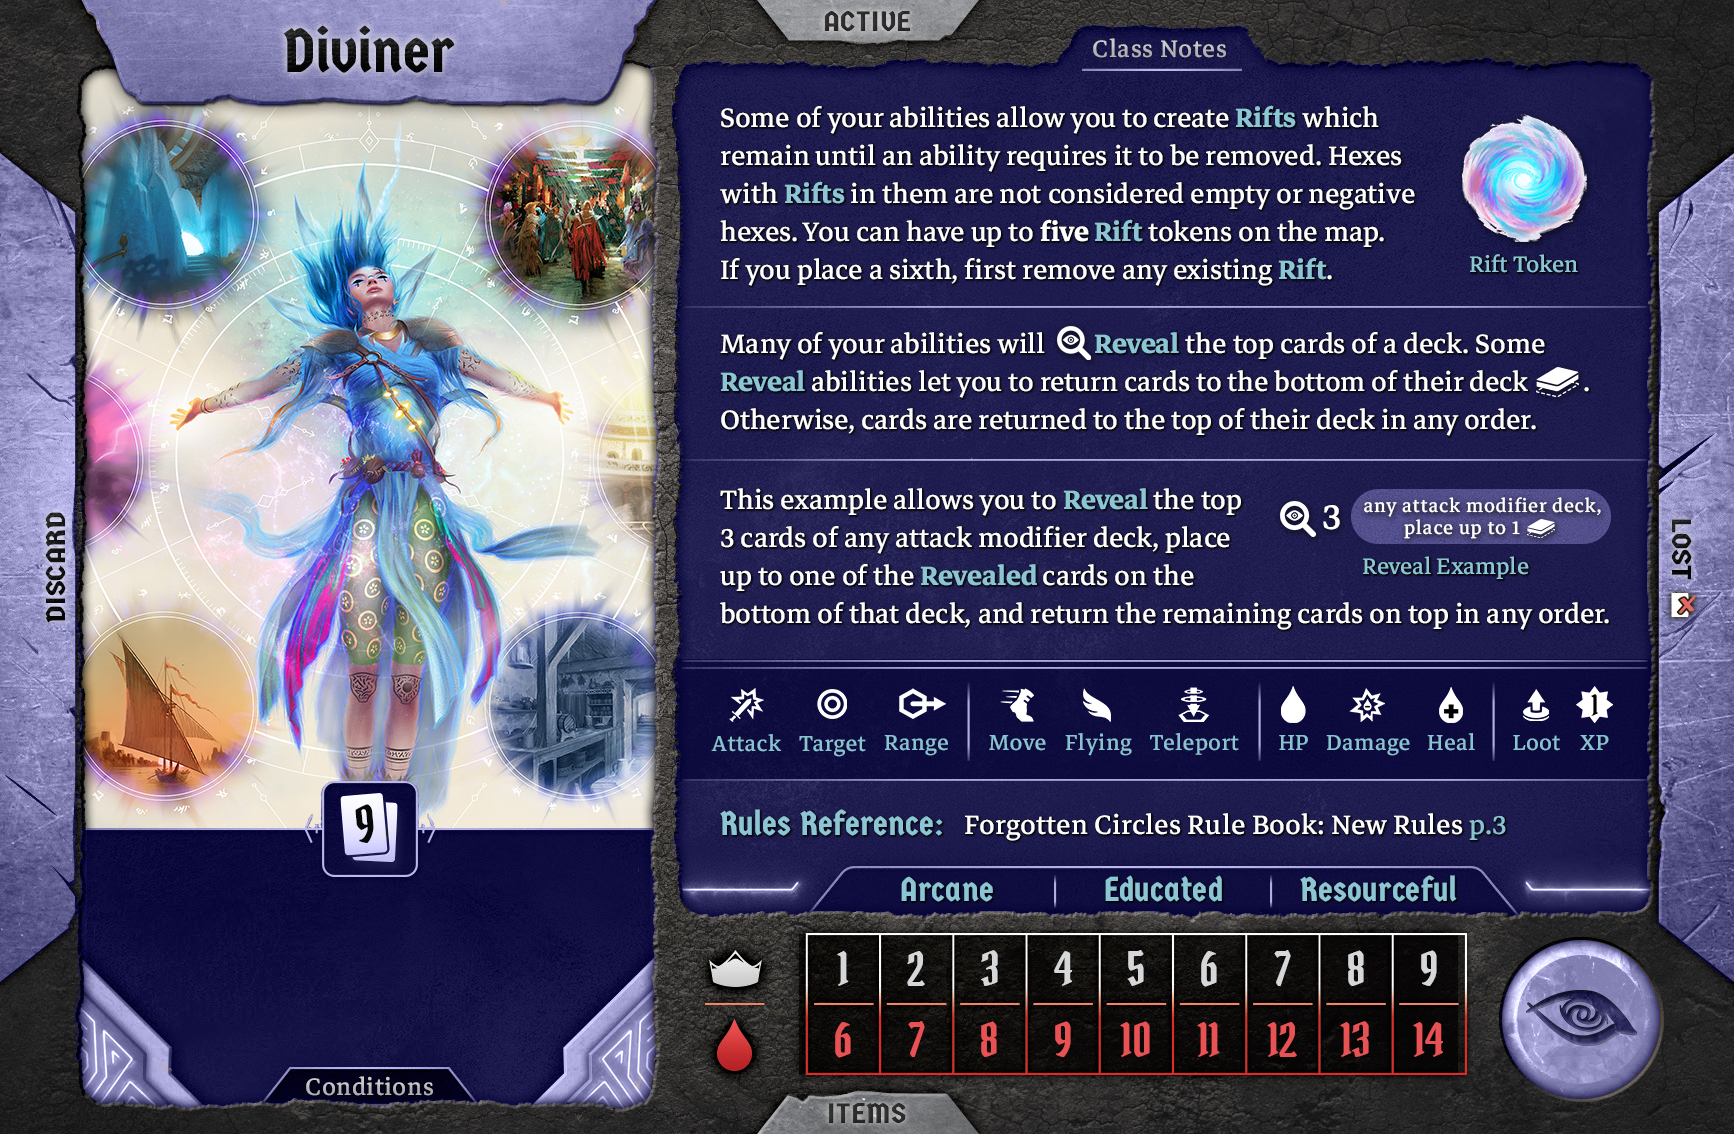 ACTIVE
Diviner
Class Notes
Some of your abilities allow you to create Rifts which
remain until an ability requires it to be removed. Hexes
with Rifts in them are not considered empty or negative
hexes. You can have up to five Rift tokens on the map.
If you place a sixth, first remove any existing Rift.
Rift Token
Many of your abilities will Reveal the top cards of a deck. Some
Reveal abilities let you to return cards to the bottom of their deck .
Otherwise, cards are returned to the top of their deck in any order.
This example allows you to Reveal the top
3 cards of any attack modifier deck, place
up to one of the Revealed cards on the
bottom of that deck, and return the remaining cards on top in any order.
3 any attack modifier deck,
place up to 1
Reveal Example
DISCARD
LOST
Attack Target Range Move Flying Teleport HP Damage Heal Loot XP
1
9
Rules Reference: Forgotten Circles Rule Book: New Rules p.3
Arcane Educated Resourceful
1 2 3 4 5 6 7 8 9
6 7 8 9 10 11 12 13 14
Conditions
ITEMS